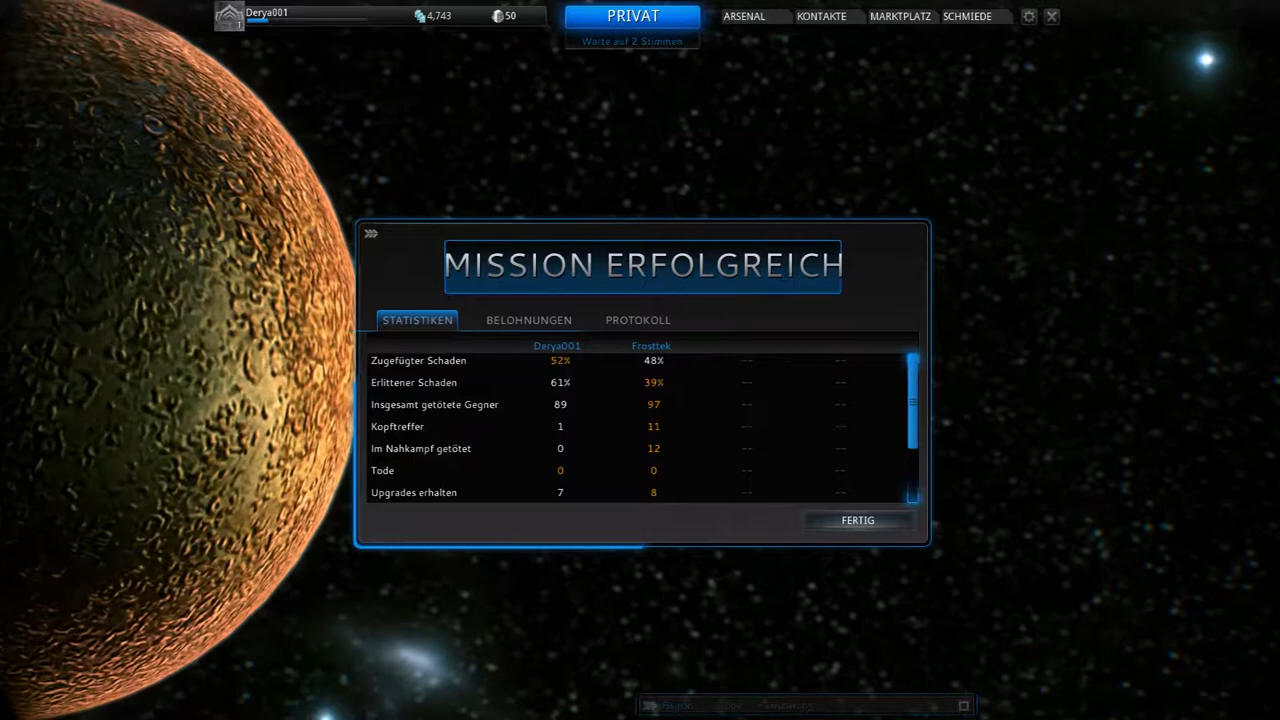 Derya001 4,743 50 PRIVAT ARSENAL KONTAKTE MARKTPLATZ SCHMIEDE
1
Warte auf 2 Stimmen
MISSION ERFOLGREICH
STATISTIKEN BELOHNUNGEN PROTOKOLL
Derya001 Frosttek
Zugefügter Schaden 52% 48% -- --
Erlittener Schaden 61% 39% -- --
Insgesamt getötete Gegner 89 97 -- --
Kopftreffer 1 11 -- --
Im Nahkampf getötet 0 12 -- --
Tode 0 0 -- --
Upgrades erhalten 7 8 -- --
FERTIG